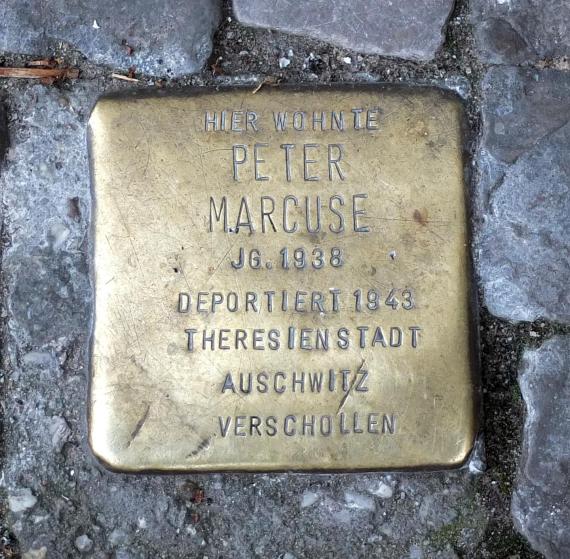 HIER WOHNTE
PETER
MARCUSE
JG. 1938
DEPORTIERT 1943
THERESIENSTADT
AUSCHWITZ
VERSCHOLLEN